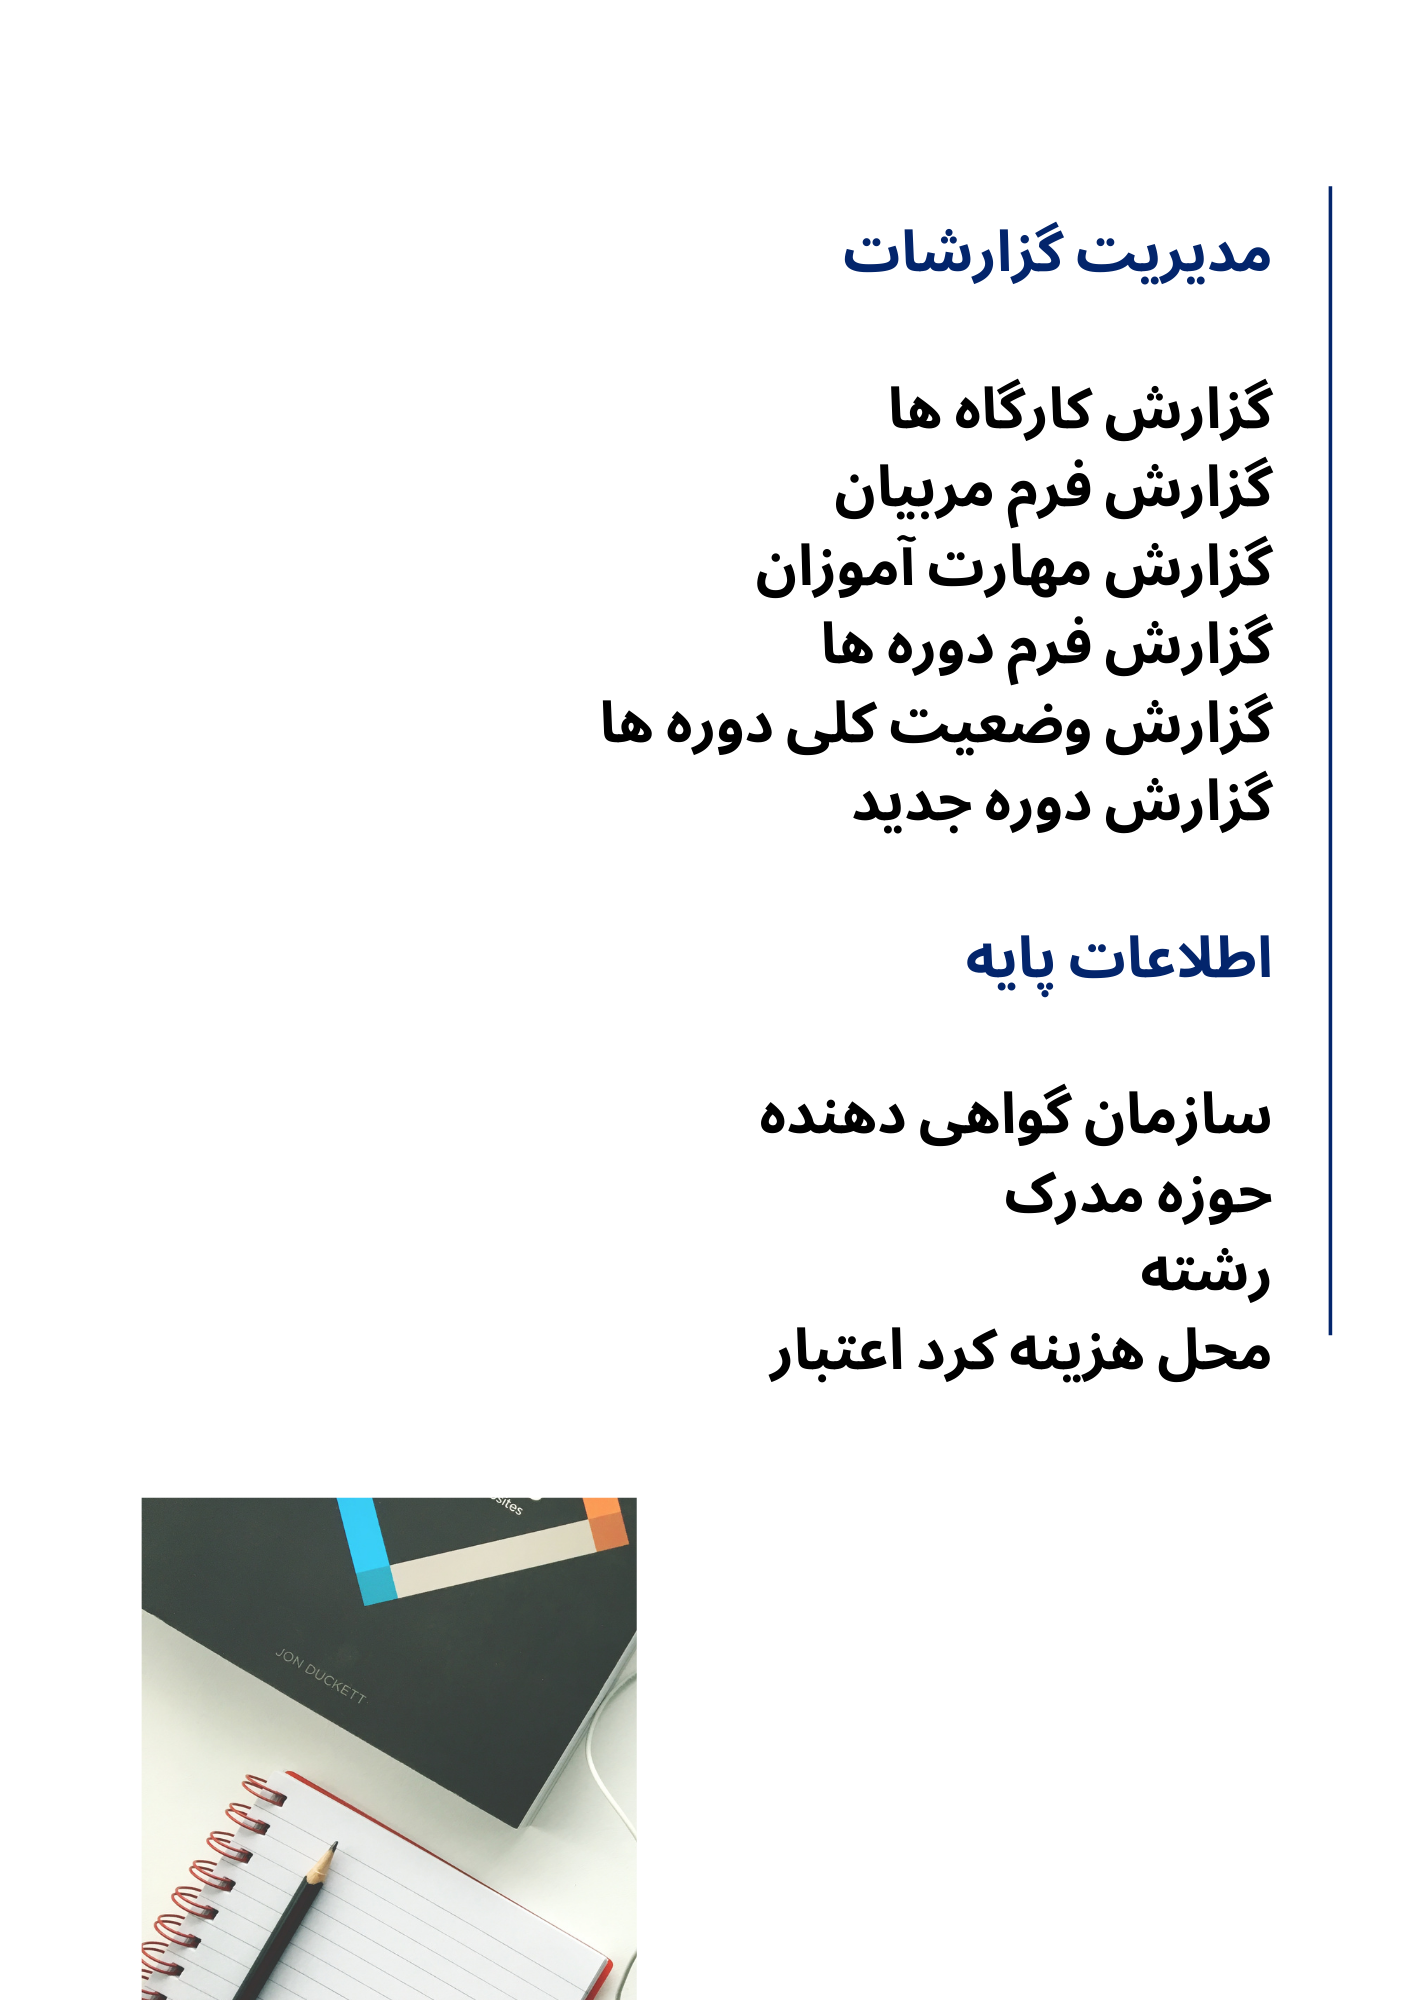 مدیریت گزارشات
گزارش کارگاه ها
گزارش فرم مربیان
گزارش مهارت آموزان
گزارش فرم دوره ها
گزارش وضعیت کلی دوره ها
گزارش دوره جدید
اطلاعات پایه
سازمان گواهی دهنده
حوزه مدرک
رشته
محل هزینه کرد اعتبار
JON DUCKETT